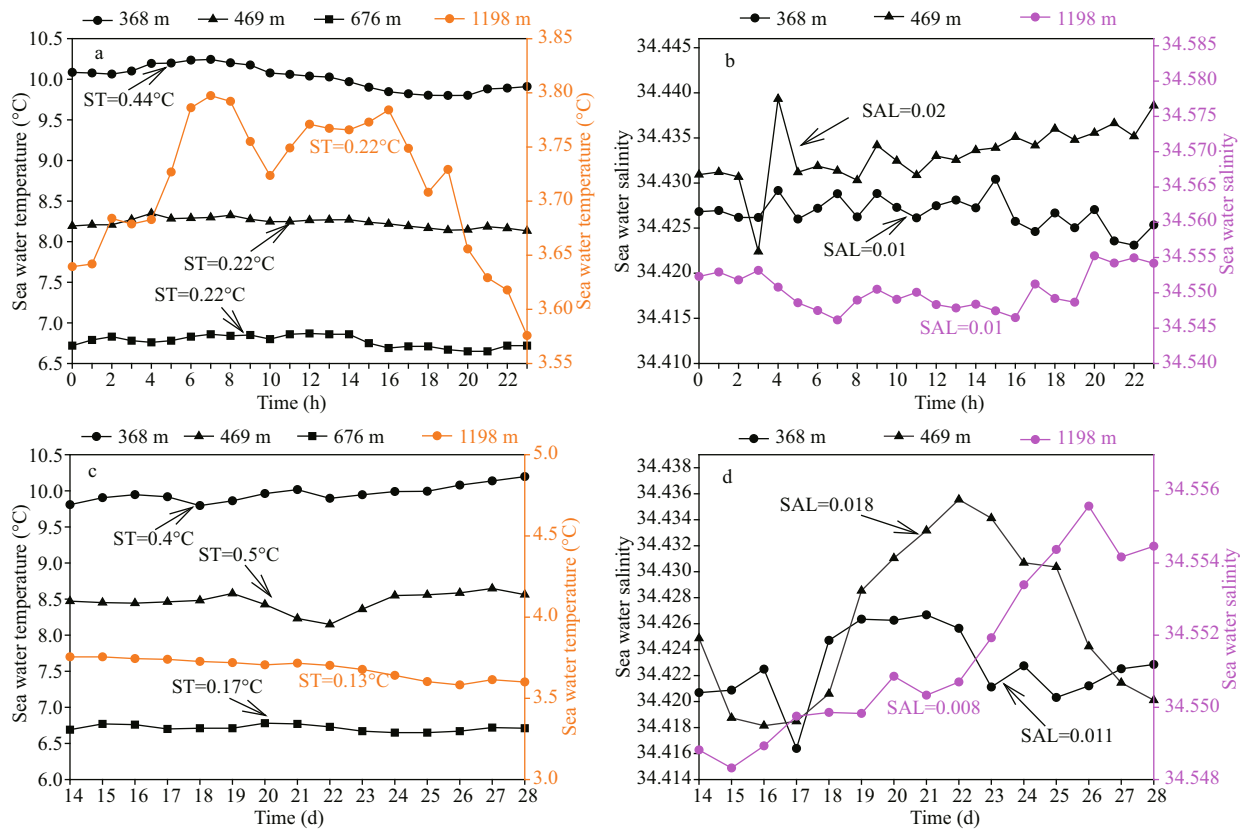 368 m 469 m 676 m 1198 m
a
10.5
10.0
9.5
9.0
8.5
8.0
7.5
7.0
6.5
Sea water temperature (°C)
ST=0.44°C
ST=0.22°C
ST=0.22°C
ST=0.22°C
3.85
3.80
3.75
3.70
3.65
3.60
3.55
Sea water temperature (°C)
0 2 4 6 8 10 12 14 16 18 20 22
Time (h)
368 m 469 m 1198 m
b
34.445
34.440
34.435
34.430
34.425
34.420
34.415
34.410
Sea water salinity
SAL=0.02
SAL=0.01
SAL=0.01
34.585
34.580
34.575
34.570
34.565
34.560
34.555
34.550
34.545
34.540
Sea water salinity
0 2 4 6 8 10 12 14 16 18 20 22
Time (h)
368 m 469 m 676 m 1198 m
c
10.5
10.0
9.5
9.0
8.5
8.0
7.5
7.0
6.5
6.0
Sea water temperature (°C)
ST=0.4°C
ST=0.5°C
ST=0.13°C
ST=0.17°C
5.0
4.5
4.0
3.5
3.0
Sea water temperature (°C)
14 15 16 17 18 19 20 21 22 23 24 25 26 27 28
Time (d)
368 m 469 m 1198 m
d
34.438
34.436
34.434
34.432
34.430
34.428
34.426
34.424
34.422
34.420
34.418
34.416
34.414
Sea water salinity
SAL=0.018
SAL=0.008
SAL=0.011
34.556
34.554
34.552
34.550
34.548
Sea water salinity
14 15 16 17 18 19 20 21 22 23 24 25 26 27 28
Time (d)